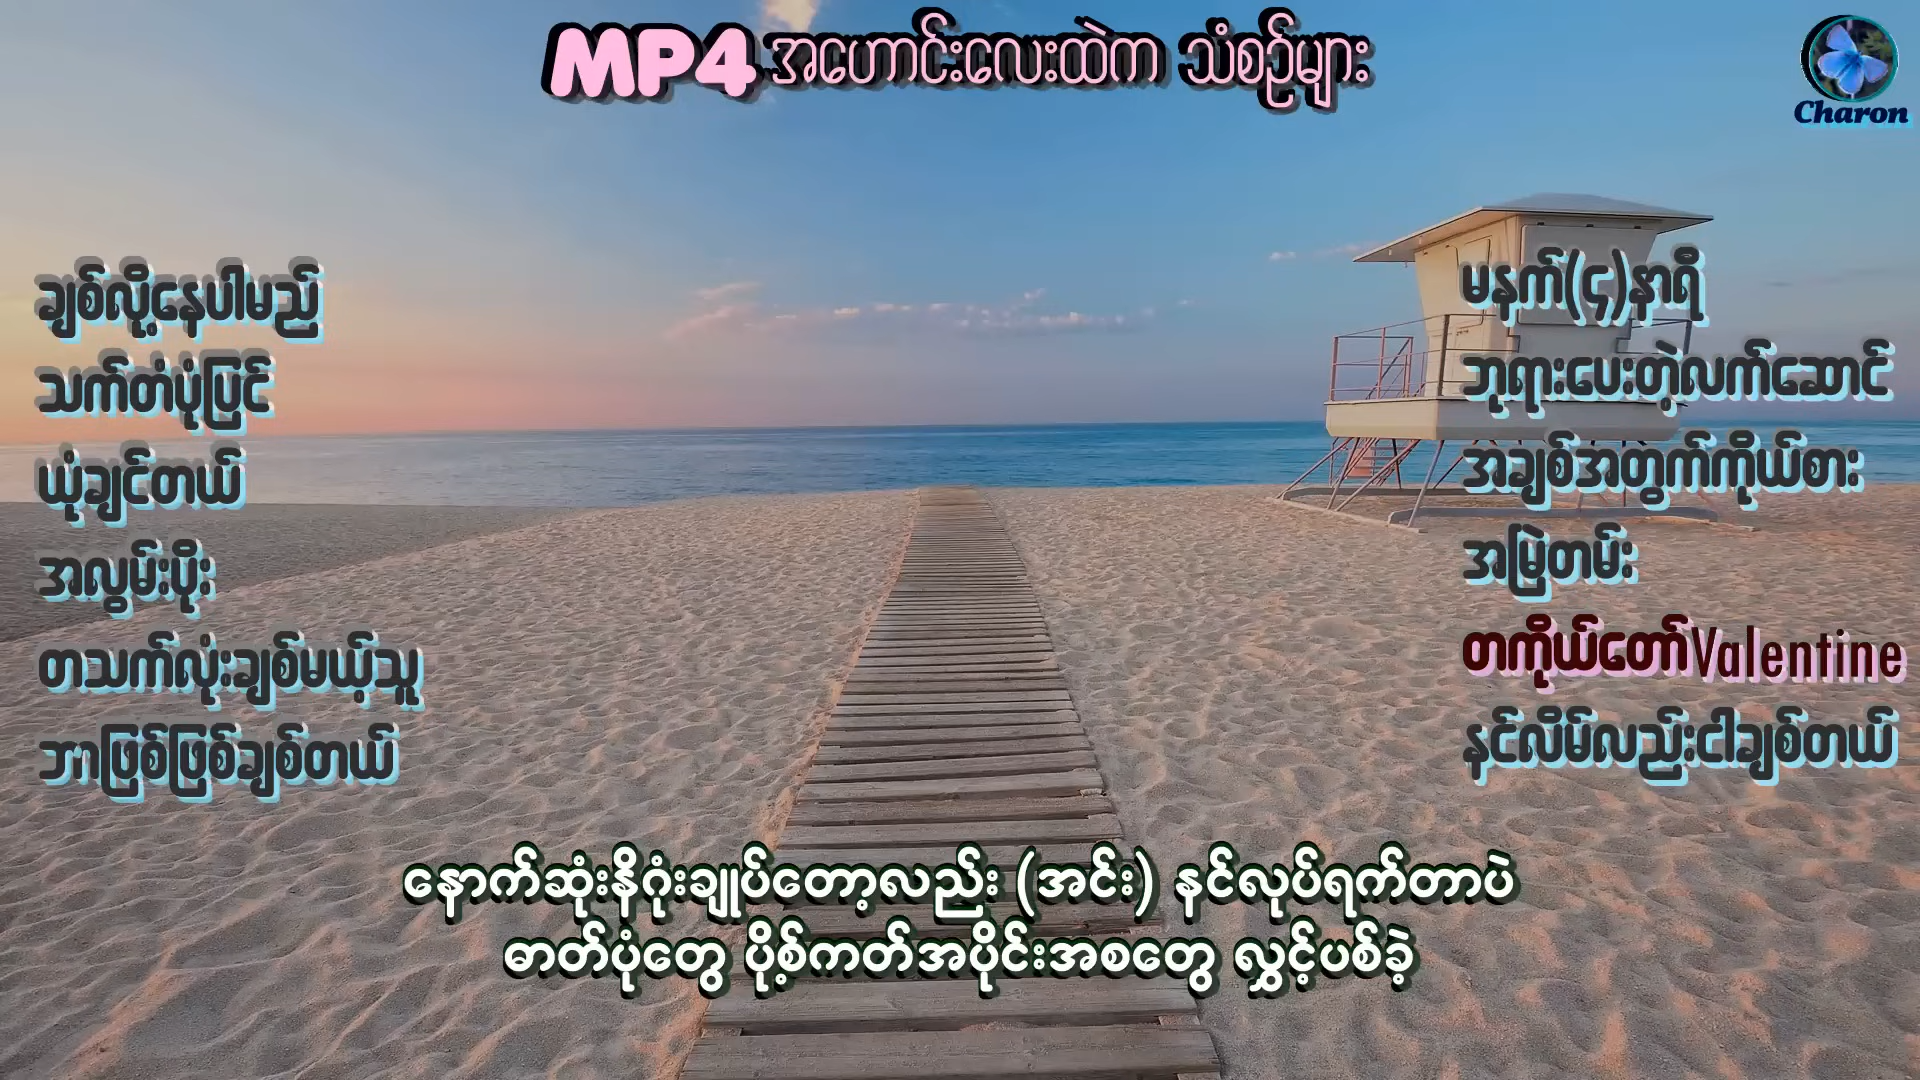 MP4 အဟောင်းလေးထဲက သံစဉ်များ
Charon
ချစ်လို့နေပါမည်
သက်တံပုံပြင်
ယုံချင်တယ်
အလွမ်းပိုး
တသက်လုံးချစ်မယ့်သူ
ဘာဖြစ်ဖြစ်ချစ်တယ်
မနက်(၄)နာရီ
ဘုရားပေးတဲ့လက်ဆောင်
အချစ်အတွက်ကိုယ်စား
အမြဲတမ်း
တကိုယ်တော်Valentine
နင်လိမ်လည်းငါချစ်တယ်
နောက်ဆုံးနိဂုံးချုပ်တော့လည်း (အင်း) နင်လုပ်ရက်တာပဲ
ဓာတ်ပုံတွေ ပို့စ်ကတ်အပိုင်းအစတွေ လွှင့်ပစ်ခဲ့